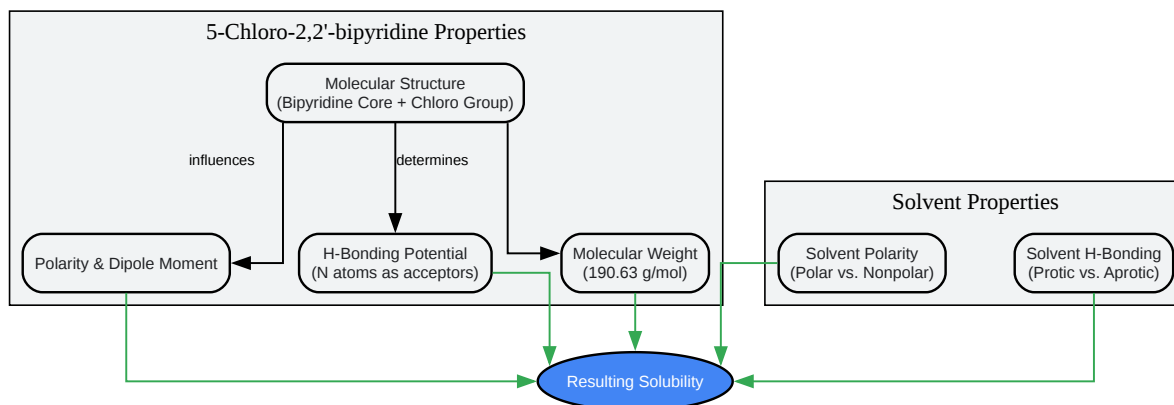 5-Chloro-2,2'-bipyridine Properties
Molecular Structure
(Bipyridine Core + Chloro Group)
influences
determines
Solvent Properties
Polarity & Dipole Moment
H-Bonding Potential
(N atoms as acceptors)
Molecular Weight
(190.63 g/mol)
Solvent Polarity
(Polar vs. Nonpolar)
Solvent H-Bonding
(Protic vs. Aprotic)
Resulting Solubility